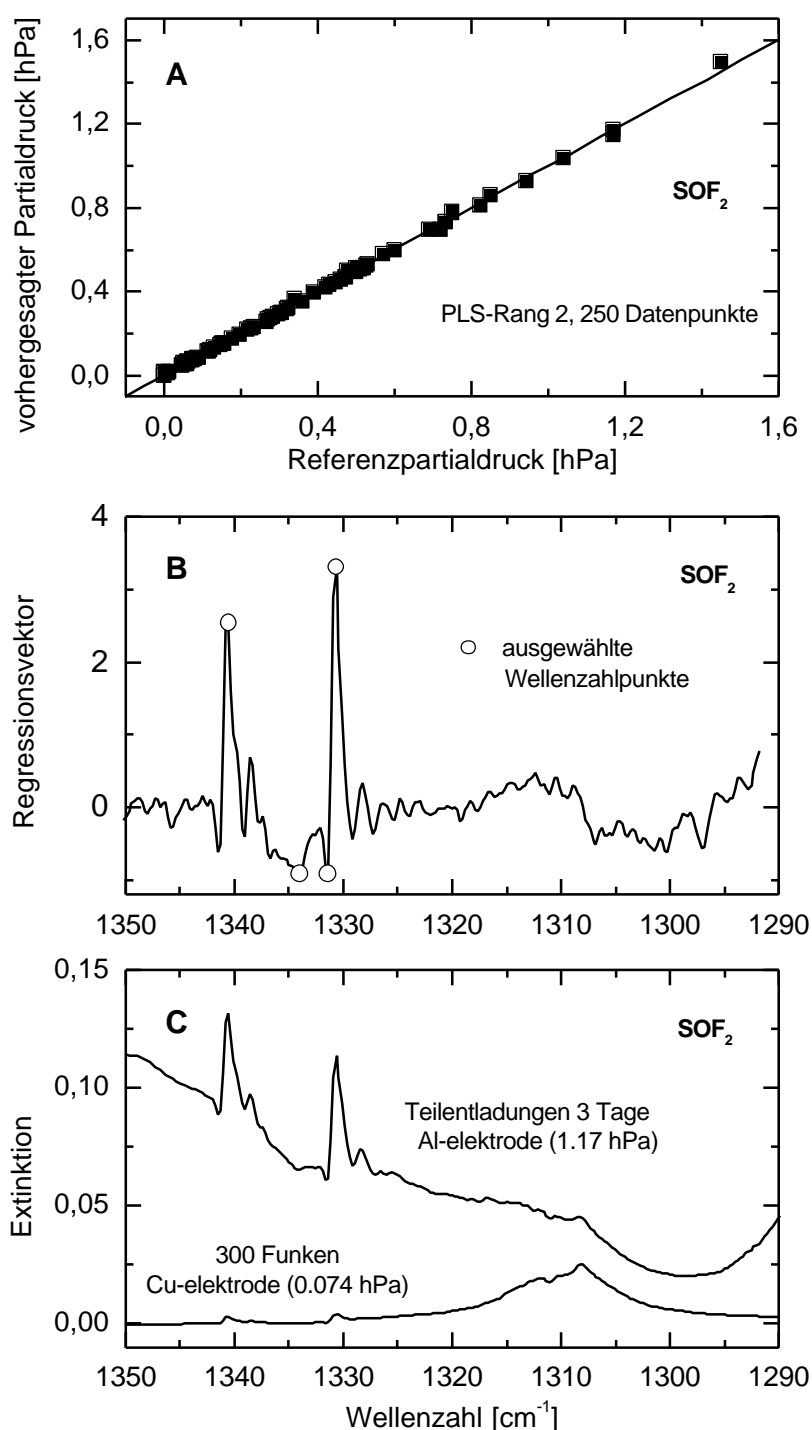 1,6
A
1,2
0,8
SOF₂
0,4
PLS-Rang 2, 250 Datenpunkte
0,0
vorhergesagter Partialdruck [hPa]
0,0 0,4 0,8 1,2 1,6
Referenzpartialdruck [hPa]
4
B
SOF₂
ausgewählte
Wellenzahlpunkte
2
0
Regressionsvektor
1350 1340 1330 1320 1310 1300 1290
0,15
C
SOF₂
0,10
Teilentladungen 3 Tage
Al-elektrode (1.17 hPa)
0,05
300 Funken
Cu-elektrode (0.074 hPa)
0,00
Extinktion
1350 1340 1330 1320 1310 1300 1290
Wellenzahl [cm⁻¹]